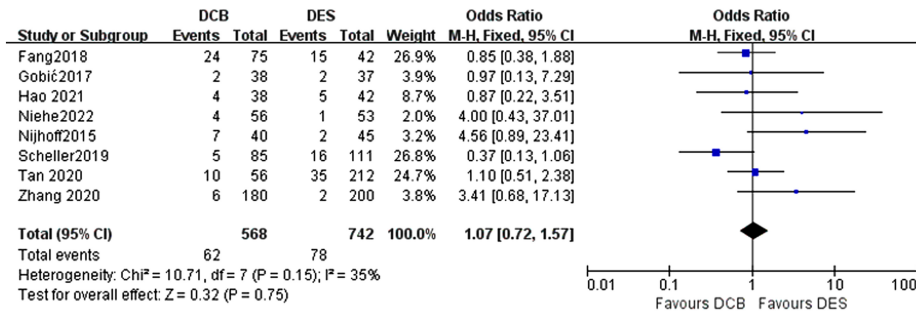 DCB DES Odds Ratio Odds Ratio
Study or Subgroup Events Total Events Total Weight M-H, Fixed, 95% CI M-H, Fixed, 95% CI
Fang2018 24 75 15 42 26.9% 0.85 [0.38, 1.88]
Gobić2017 2 38 2 37 3.6% 0.97 [0.13, 7.29]
Hao 2021 4 38 5 42 8.7% 0.87 [0.22, 3.51]
Niehe2022 4 56 1 53 2.0% 4.00 [0.43, 37.01]
Nijhoff2015 7 40 2 45 3.2% 4.56 [0.89, 23.41]
Scheller2019 5 85 16 111 26.8% 0.37 [0.13, 1.06]
Tan 2020 10 56 35 212 24.7% 1.10 [0.51, 2.38]
Zhang 2020 6 180 2 200 3.8% 3.41 [0.68, 17.13]
Total (95% CI) 568 742 100.0% 1.07 [0.72, 1.57]
Total events 62 78
Heterogeneity: Chi² = 10.71, df = 7 (P = 0.15); I² = 35%
Test for overall effect: Z = 0.32 (P = 0.75)
0.01 0.1 1 10 100
Favours DCB Favours DES